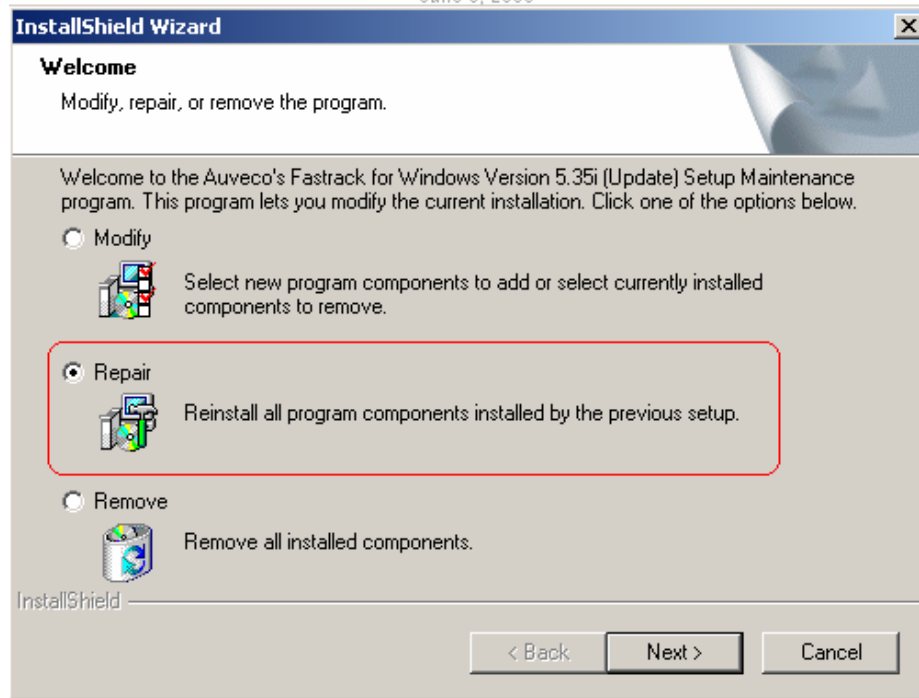 InstallShield Wizard
Welcome
Modify, repair, or remove the program.
Welcome to the Auveco's Fastrack for Windows Version 5.35i (Update) Setup Maintenance
program. This program lets you modify the current installation. Click one of the options below.
Modify
Select new program components to add or select currently installed
components to remove.
Repair
Reinstall all program components installed by the previous setup.
Remove
Remove all installed components.
InstallShield
< Back
Next >
Cancel